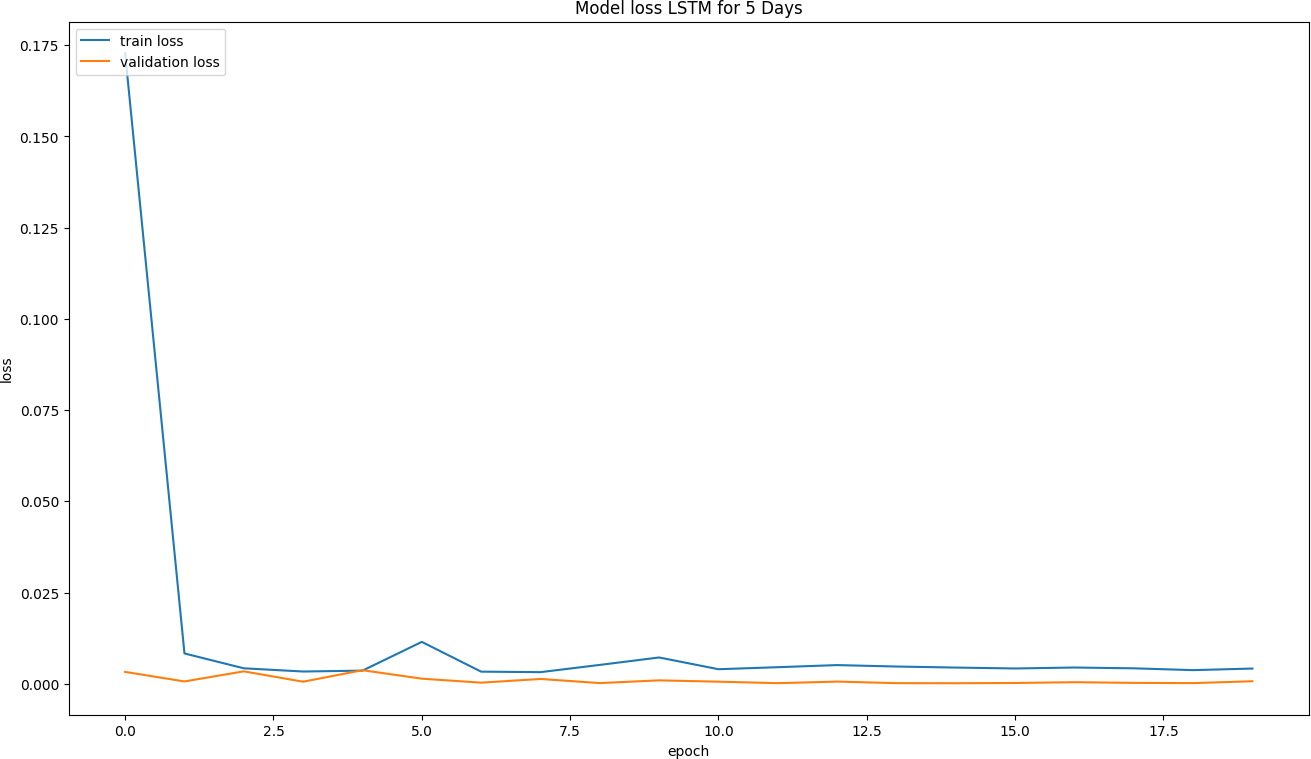 Model loss LSTM for 5 Days
train loss
validation loss
0.175
0.150
0.125
0.100
0.075
0.050
0.025
0.000
loss
0.0 2.5 5.0 7.5 10.0 12.5 15.0 17.5
epoch